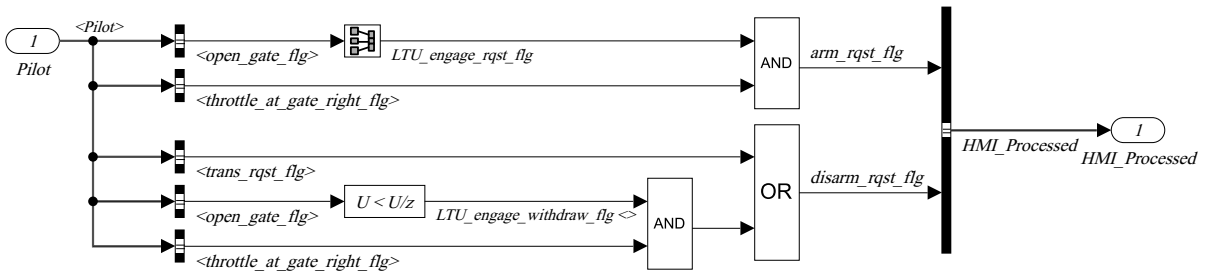 <Pilot>
1
Pilot
<open_gate_flg>
LTU_engage_rqst_flg
<throttle_at_gate_right_flg>
AND
arm_rqst_flg
<trans_rqst_flg>
<open_gate_flg>
U < U/z
LTU_engage_withdraw_flg <>
<throttle_at_gate_right_flg>
AND
OR
disarm_rqst_flg
HMI_Processed
1
HMI_Processed